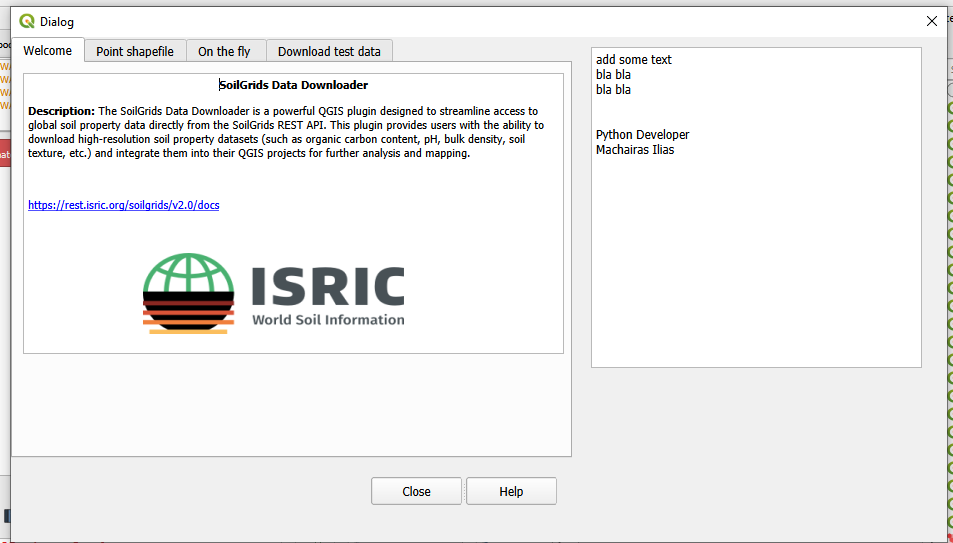 Dialog
Welcome
Point shapefile
On the fly
Download test data
SoilGrids Data Downloader
Description: The SoilGrids Data Downloader is a powerful QGIS plugin designed to streamline access to
global soil property data directly from the SoilGrids REST API. This plugin provides users with the ability to
download high-resolution soil property datasets (such as organic carbon content, pH, bulk density, soil
texture, etc.) and integrate them into their QGIS projects for further analysis and mapping.
https://rest.isric.org/soilgrids/v2.0/docs
ISRIC
World Soil Information
add some text
bla bla
bla bla
Python Developer
Machairas Ilias
Close
Help